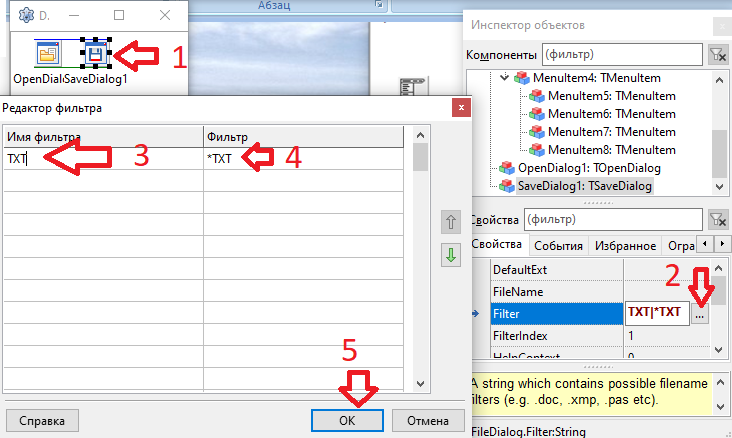 Абзац
D.
1
OpenDialo
SaveDialog1
Инспектор объектов
Компоненты
(фильтр)
MenuItem4: TMenuItem
MenuItem5: TMenuItem
MenuItem6: TMenuItem
MenuItem7: TMenuItem
MenuItem8: TMenuItem
OpenDialog1: TOpenDialog
SaveDialog1: TSaveDialog
Свойства
(фильтр)
Свойства События Избранное Огра
2
DefaultExt
FileName
Filter TXT|*TXT ...
FilterIndex 1
HelpContext 0
A string which contains possible filename
filters (e.g. .doc, .xmp, .pas etc).
FileDialog.Filter:String
Редактор фильтра
x
Имя фильтра Фильтр
TXT 3 *TXT 4
5
Справка OK Отмена